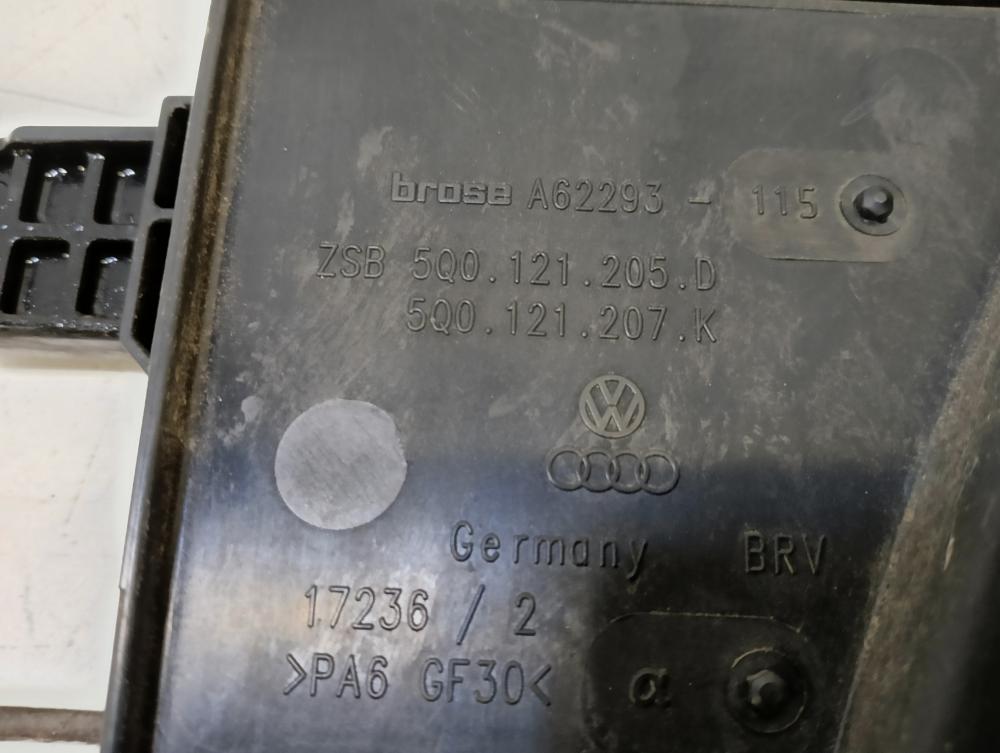 brose A62293 - 115
ZSB 5Q0.121.205.D
5Q0.121.207.K
Germany BRV
17236 / 2
>PA6 GF30< α